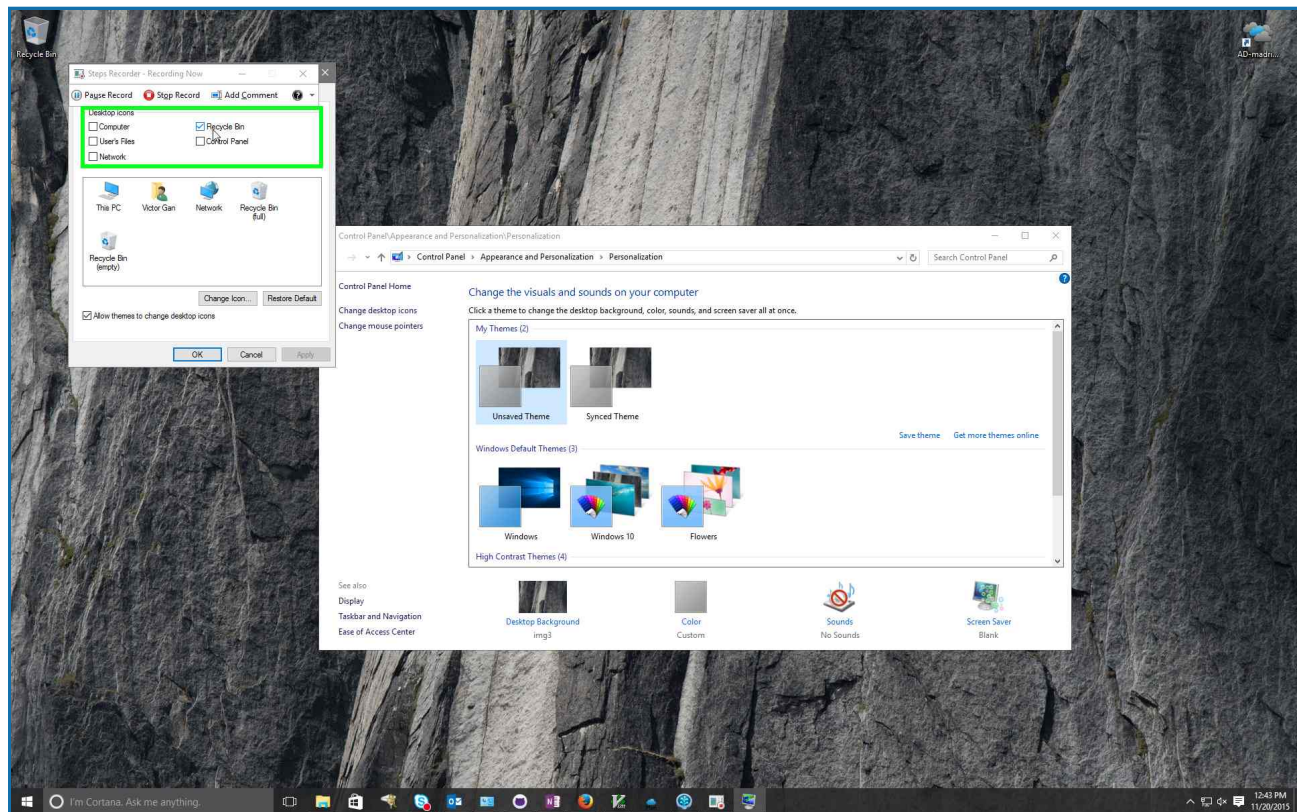 Recycle Bin
AD-madri...
Steps Recorder - Recording Now
Pause Record Stop Record Add Comment
Desktop icons
Computer Recycle Bin
User's Files Control Panel
Network
This PC Victor Gan Network Recycle Bin
(full)
Recycle Bin
(empty)
Change Icon... Restore Default
Allow themes to change desktop icons
OK Cancel Apply
Control Panel\Appearance and Personalization\Personalization
Control Panel › Appearance and Personalization › Personalization
Search Control Panel
Control Panel Home
Change desktop icons
Change mouse pointers
Change the visuals and sounds on your computer
Click a theme to change the desktop background, color, sounds, and screen saver all at once.
My Themes (2)
Unsaved Theme Synced Theme
Save theme Get more themes online
Windows Default Themes (3)
Windows Windows 10 Flowers
High Contrast Themes (4)
See also
Display
Taskbar and Navigation
Ease of Access Center
Desktop Background Color Sounds Screen Saver
img3 Custom No Sounds Blank
I'm Cortana. Ask me anything.
12:43 PM
11/20/2015